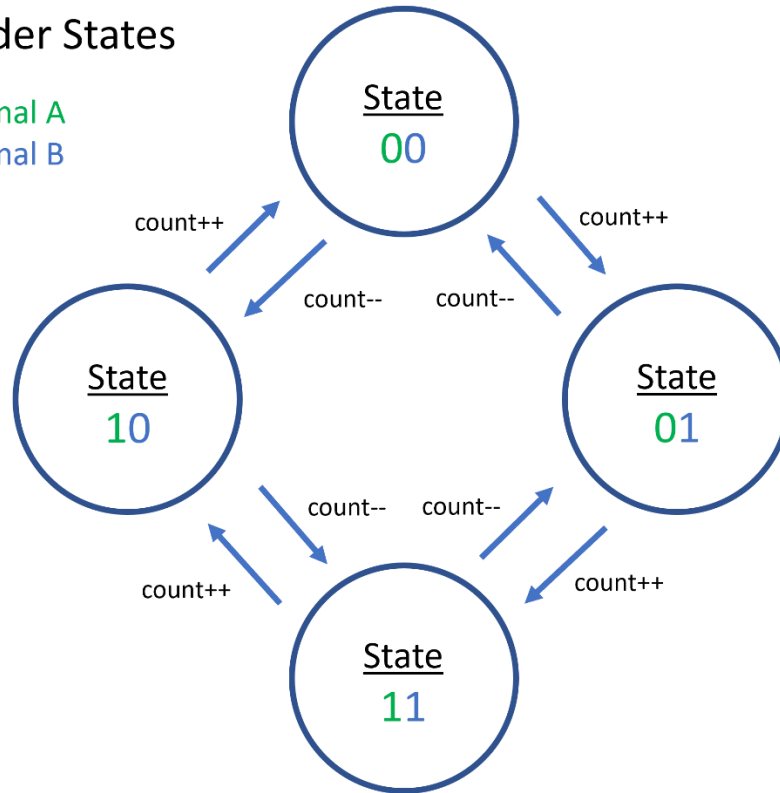 der States
nal A
nal B
State
00
count++
count++
count--
count--
State
10
State
01
count--
count--
count++
count++
State
11